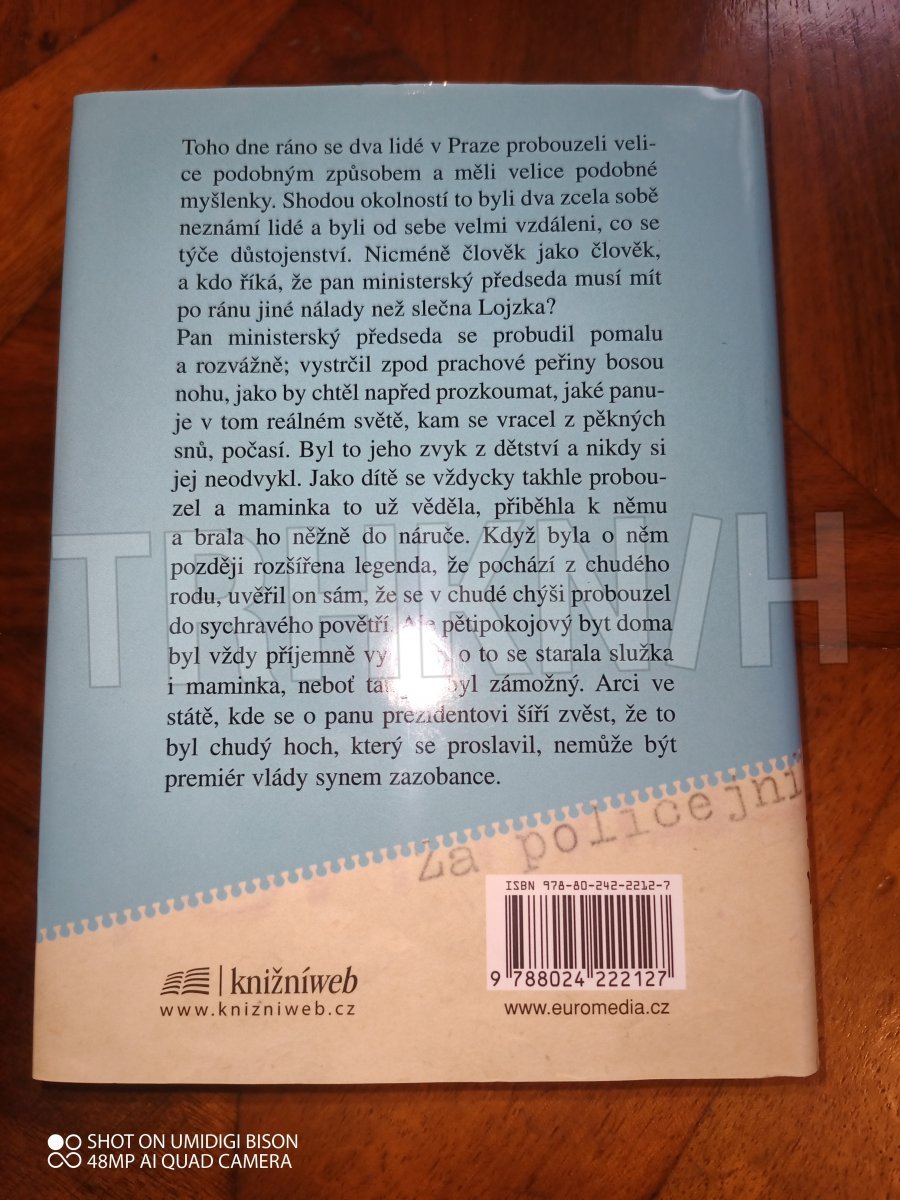 Toho dne ráno se dva lidé v Praze probouzeli veli-
ce podobným způsobem a měli velice podobné
myšlenky. Shodou okolností to byli dva zcela sobě
neznámí lidé a byli od sebe velmi vzdáleni, co se
týče důstojenství. Nicméně člověk jako člověk,
a kdo říká, že pan ministerský předseda musí mít
po ránu jiné nálady než slečna Lojzka?
Pan ministerský předseda se probudil pomalu
a rozvážně; vystrčil zpod prachové peřiny bosou
nohu, jako by chtěl napřed prozkoumat, jaké panu-
je v tom reálném světě, kam se vracel z pěkných
snů, počasí. Byl to jeho zvyk z dětství a nikdy si
jej neodvykl. Jako dítě se vždycky takhle probou-
zel a maminka to už věděla, přiběhla k němu
a brala ho něžně do náruče. Když byla o něm
později rozšířena legenda, že pochází z chudého
rodu, uvěřil on sám, že se v chudé chýši probouzel
do sychravého povětří. pětipokojový byt doma
byl vždy příjemně o to se starala služka
i maminka, neboť byl zámožný. Arci ve
státě, kde se o panu prezidentovi šíří zvěst, že to
byl chudý hoch, který se proslavil, nemůže být
premiér vlády synem zazobance.
TRHKNIH
za policejní
ISBN 978-80-242-2212-7
9 788024 222127
knižníweb
www.knizniweb.cz
www.euromedia.cz
SHOT ON UMIDIGI BISON
48MP AI QUAD CAMERA